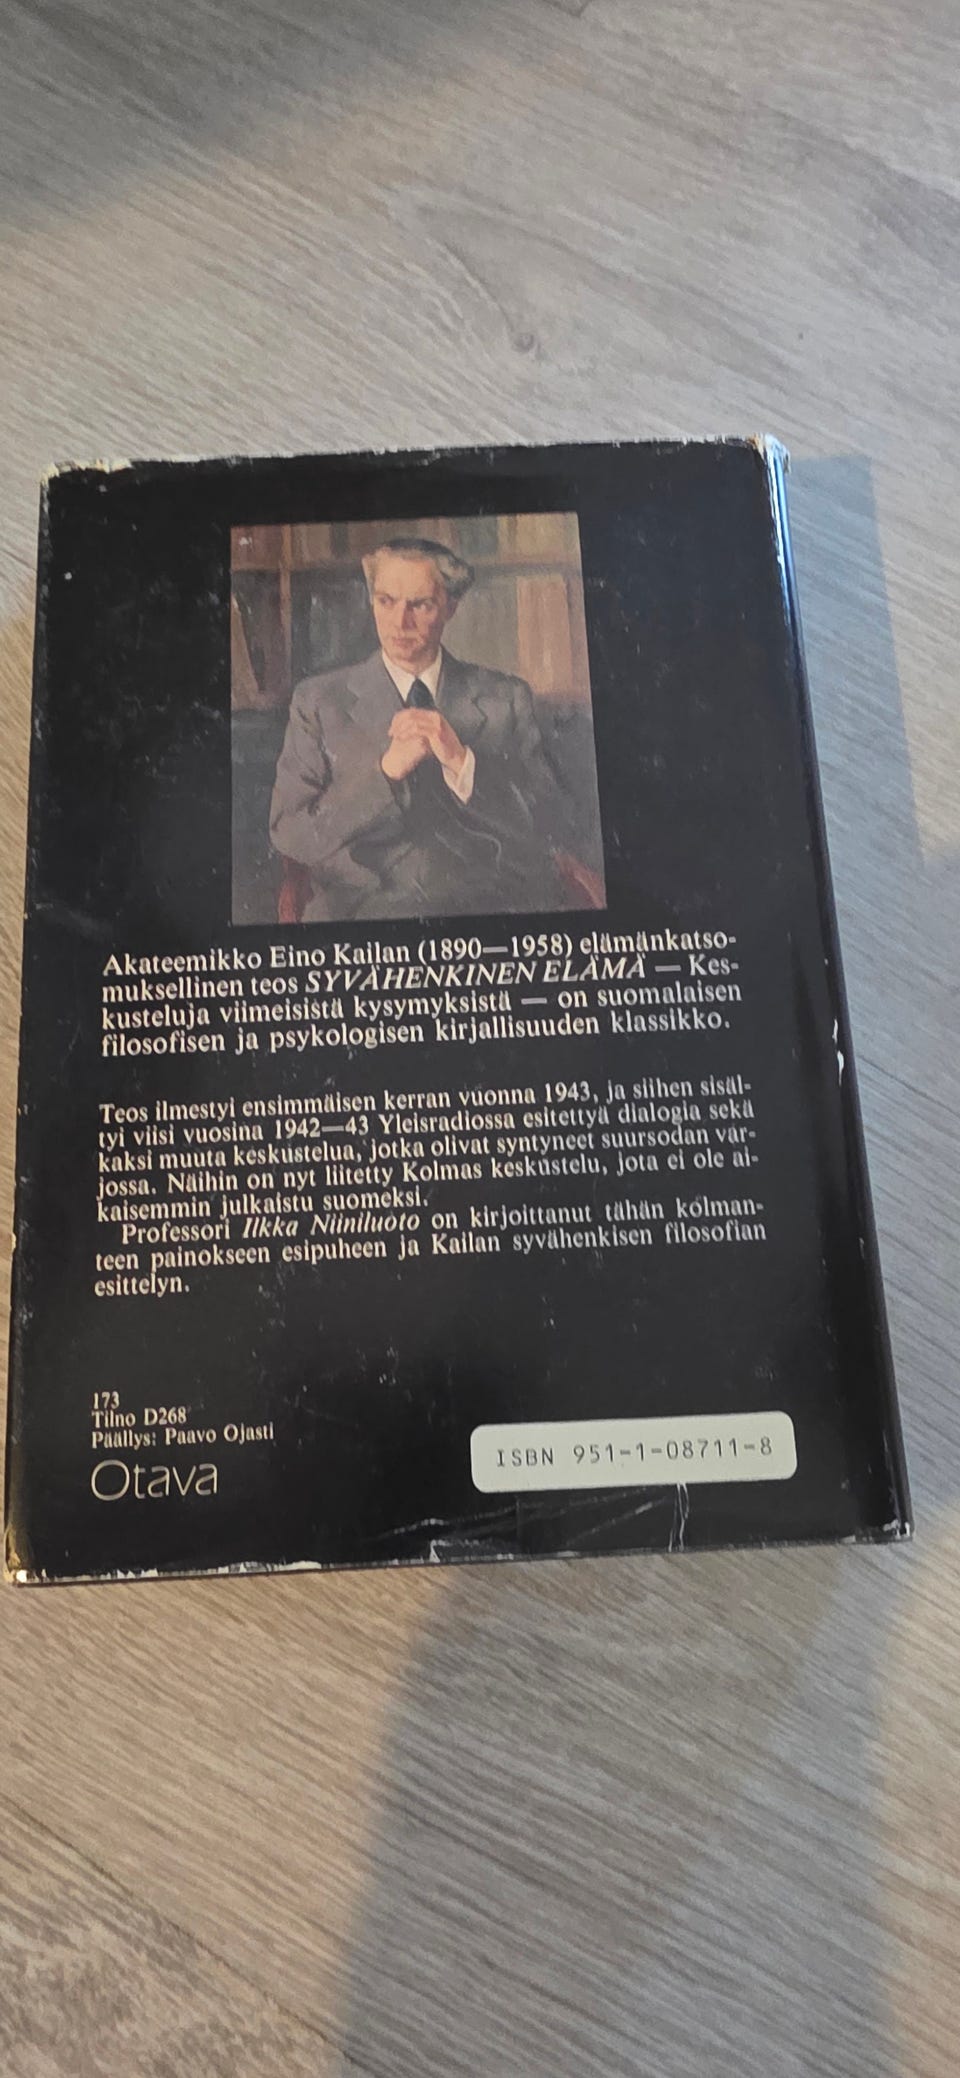 Akateemikko Eino Kailan (1890—1958) elämänkatso-
muksellinen teos SYVÄHENKINEN ELÄMÄ — Kes-
kusteluja viimeisistä kysymyksistä — on suomalaisen
filosofisen ja psykologisen kirjallisuuden klassikko.
Teos ilmestyi ensimmäisen kerran vuonna 1943, ja siihen sisäl-
tyi viisi vuosina 1942—43 Yleisradiossa esitettyä dialogia sekä
kaksi muuta keskustelua, jotka olivat syntyneet suursodan var-
jossa. Näihin on nyt liitetty Kolmas keskustelu, jota ei ole ai-
kaisemmin julkaistu suomeksi.
Professori Ilkka Niiniluoto on kirjoittanut tähän kolman-
teen painokseen esipuheen ja Kailan syvähenkisen filosofian
esittelyn.
173
Tilno D268
Päällys: Paavo Ojasti
Otava
ISBN 951-1-08711-8